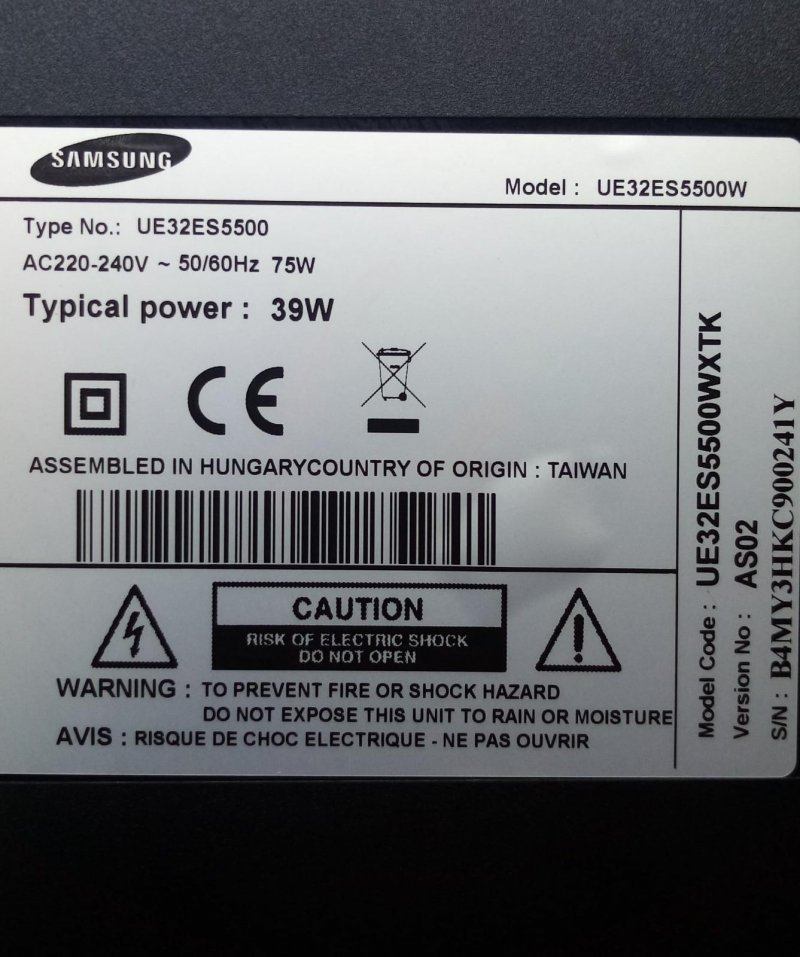 SAMSUNG
Model : UE32ES5500W
Type No.: UE32ES5500
AC220-240V ~ 50/60Hz 75W
Typical power : 39W
CE
ASSEMBLED IN HUNGARYCOUNTRY OF ORIGIN : TAIWAN
CAUTION
RISK OF ELECTRIC SHOCK
DO NOT OPEN
WARNING : TO PREVENT FIRE OR SHOCK HAZARD
DO NOT EXPOSE THIS UNIT TO RAIN OR MOISTURE
AVIS : RISQUE DE CHOC ELECTRIQUE - NE PAS OUVRIR
Model Code : UE32ES5500WXTK
Version No : AS02
S/N : B4MY3HKC900241Y